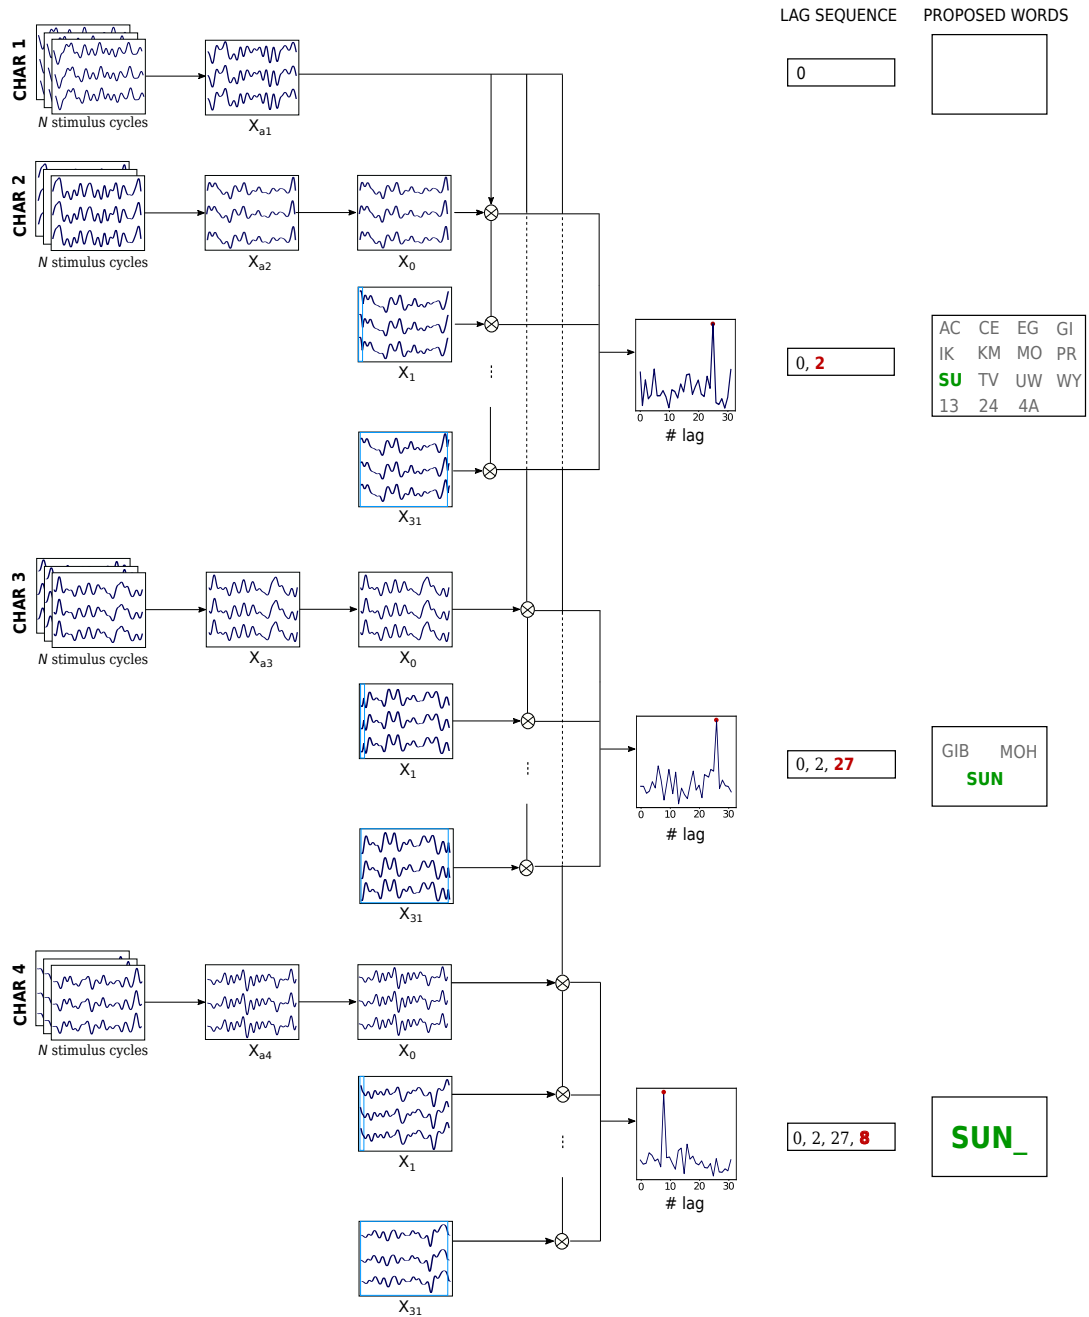 LAG SEQUENCE PROPOSED WORDS
CHAR 1
N stimulus cycles
Xa1
0
CHAR 2
N stimulus cycles
Xa2
X0
X1
X31
0 10 20 30
# lag
0, 2
AC CE EG GI
IK KM MO PR
SU TV UW WY
13 24 4A
CHAR 3
N stimulus cycles
Xa3
X0
X1
X31
0 10 20 30
# lag
0, 2, 27
GIB MOH
SUN
CHAR 4
N stimulus cycles
Xa4
X0
X1
X31
0 10 20 30
# lag
0, 2, 27, 8
SUN_